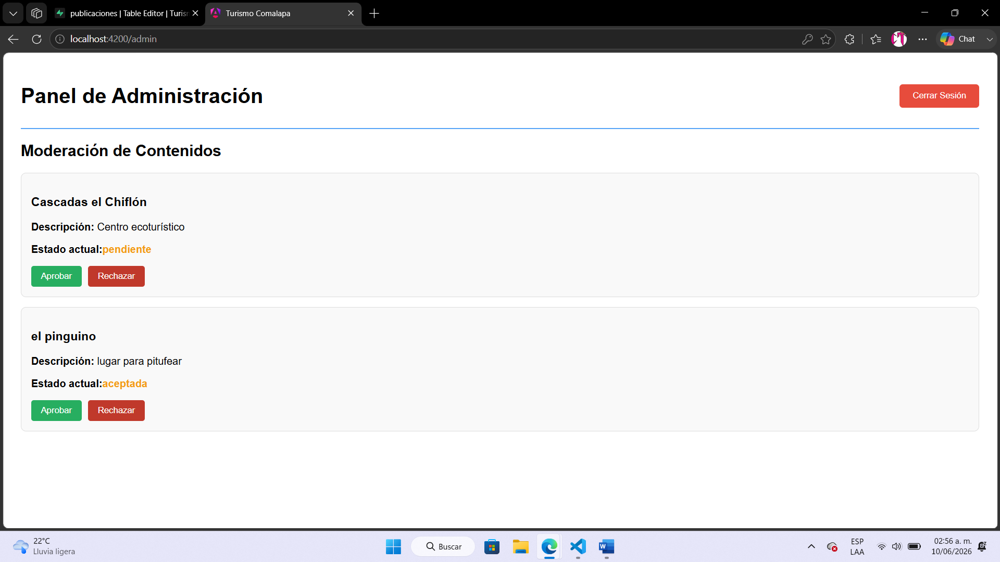 publicaciones | Table Editor | Turis
Turismo Comalapa
localhost:4200/admin
Chat
Panel de Administración
Cerrar Sesión
Moderación de Contenidos
Cascadas el Chiflón
Descripción: Centro ecoturístico
Estado actual:pendiente
Aprobar
Rechazar
el pinguino
Descripción: lugar para pitufear
Estado actual:aceptada
Aprobar
Rechazar
22°C
Lluvia ligera
Buscar
ESP
LAA
02:56 a. m.
10/06/2026